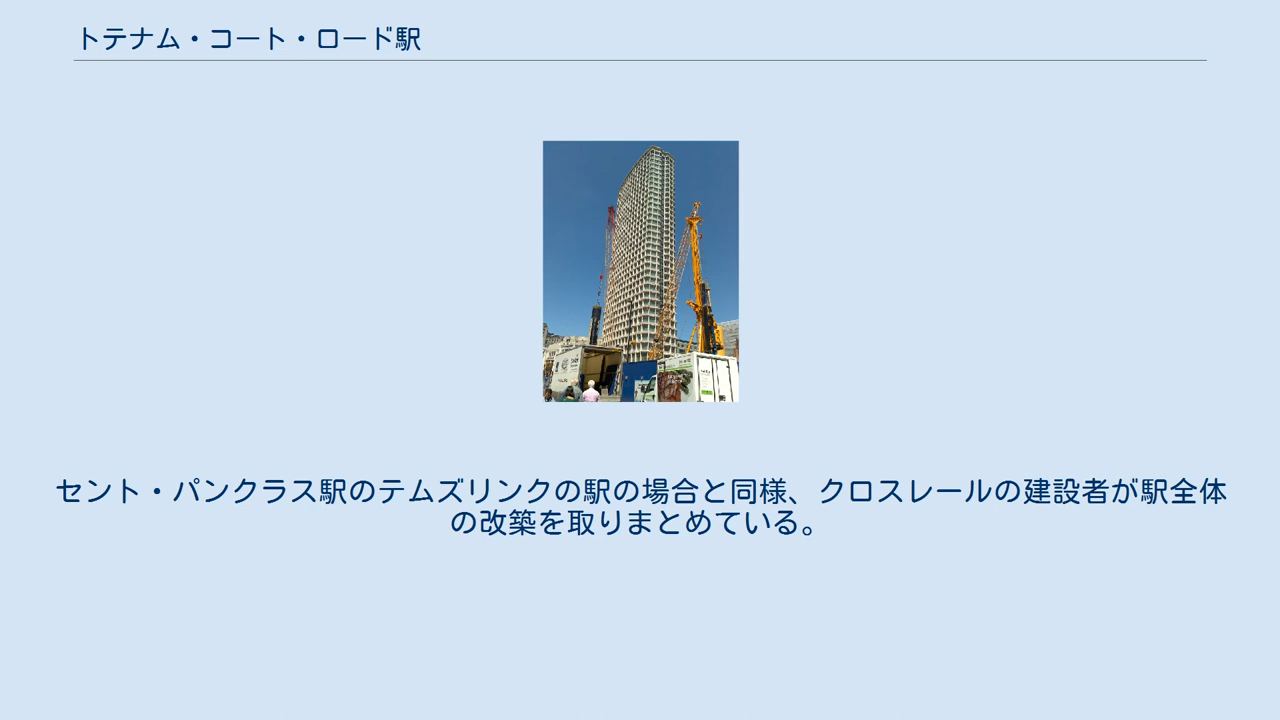 トテナム・コート・ロード駅
セント・パンクラス駅のテムズリンクの駅の場合と同様、クロスレールの建設者が駅全体
の改築を取りまとめている。